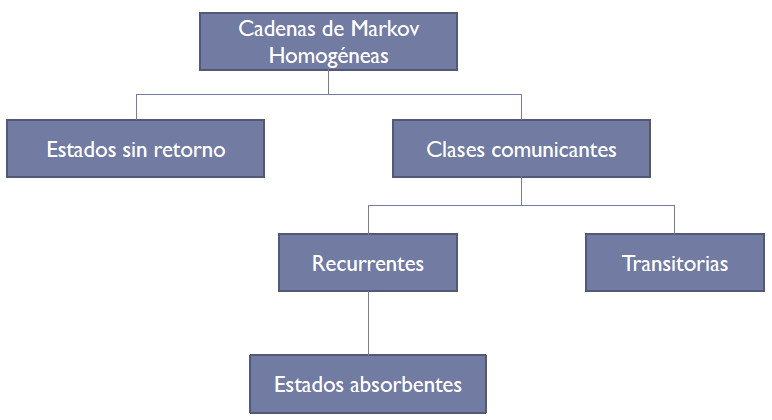 Cadenas de Markov
Homogéneas
Estados sin retorno
Clases comunicantes
Recurrentes
Transitorias
Estados absorbentes